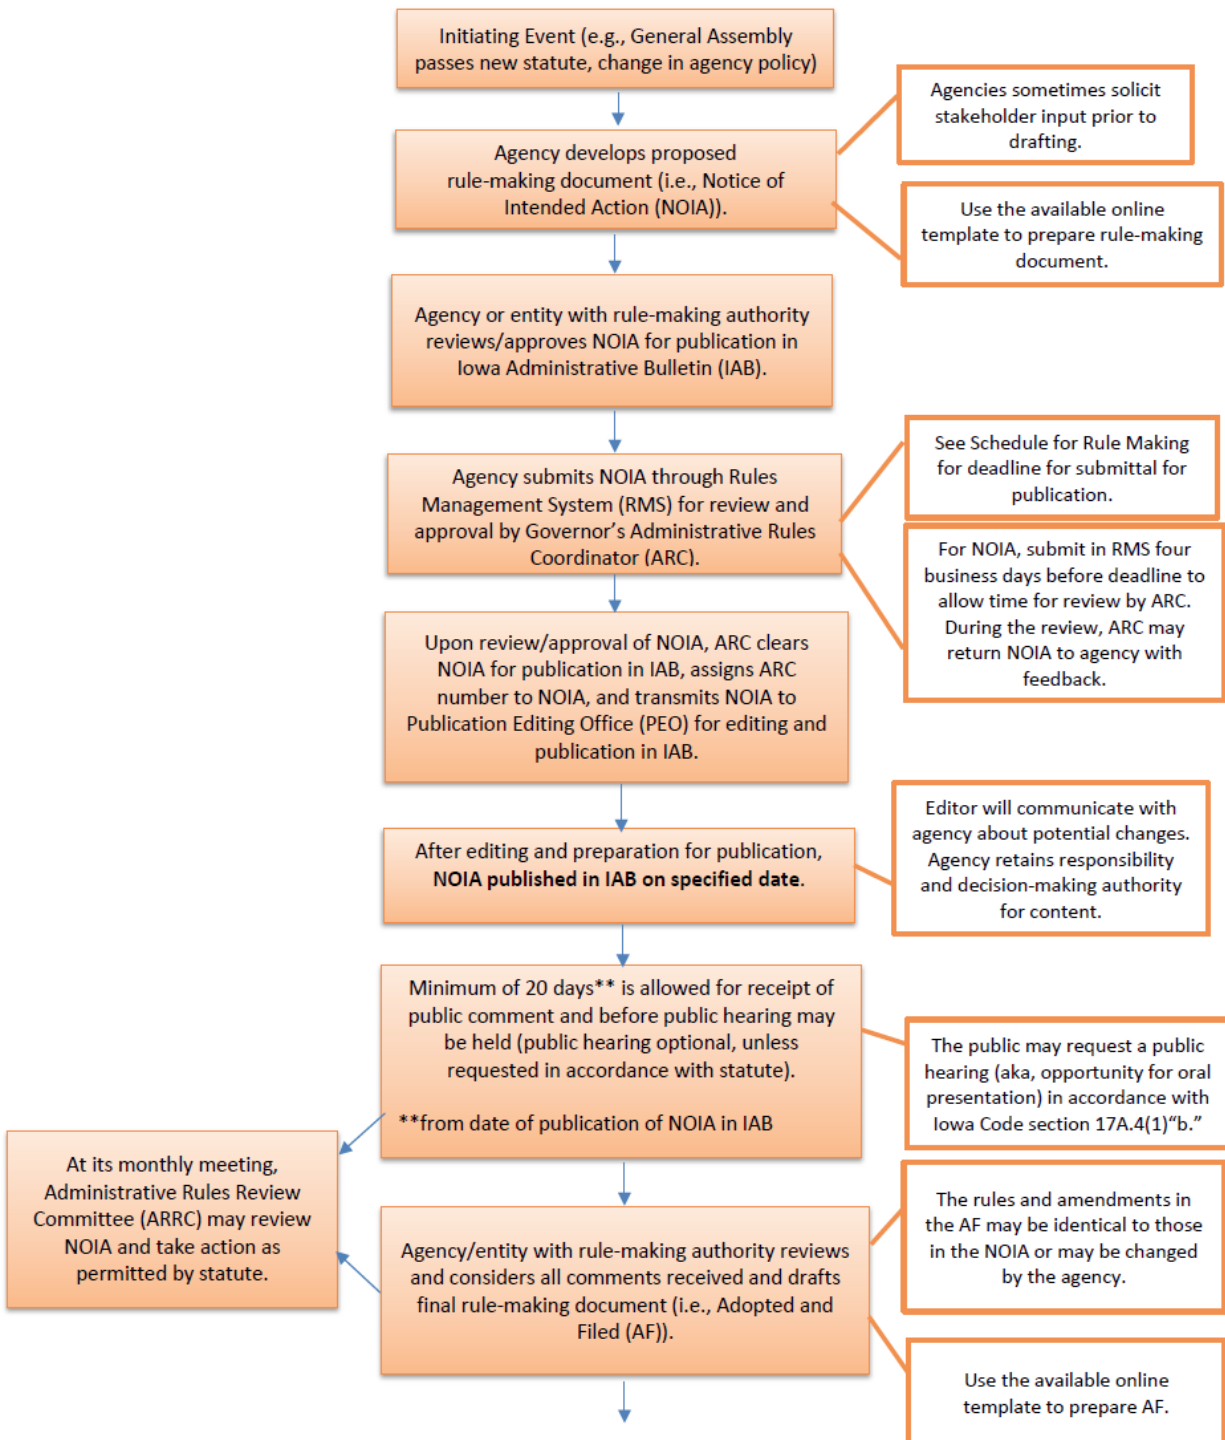 Initiating Event (e.g., General Assembly
passes new statute, change in agency policy)
Agencies sometimes solicit
stakeholder input prior to
drafting.
Agency develops proposed
rule-making document (i.e., Notice of
Intended Action (NOIA)).
Use the available online
template to prepare rule-making
document.
Agency or entity with rule-making authority
reviews/approves NOIA for publication in
Iowa Administrative Bulletin (IAB).
Agency submits NOIA through Rules
Management System (RMS) for review and
approval by Governor’s Administrative Rules
Coordinator (ARC).
See Schedule for Rule Making
for deadline for submittal for
publication.
For NOIA, submit in RMS four
business days before deadline to
allow time for review by ARC.
During the review, ARC may
return NOIA to agency with
feedback.
Upon review/approval of NOIA, ARC clears
NOIA for publication in IAB, assigns ARC
number to NOIA, and transmits NOIA to
Publication Editing Office (PEO) for editing and
publication in IAB.
After editing and preparation for publication,
NOIA published in IAB on specified date.
Editor will communicate with
agency about potential changes.
Agency retains responsibility
and decision-making authority
for content.
Minimum of 20 days** is allowed for receipt of
public comment and before public hearing may
be held (public hearing optional, unless
requested in accordance with statute).
**from date of publication of NOIA in IAB
The public may request a public
hearing (aka, opportunity for oral
presentation) in accordance with
Iowa Code section 17A.4(1)“b.”
At its monthly meeting,
Administrative Rules Review
Committee (ARRC) may review
NOIA and take action as
permitted by statute.
Agency/entity with rule-making authority reviews
and considers all comments received and drafts
final rule-making document (i.e., Adopted and
Filed (AF)).
The rules and amendments in
the AF may be identical to those
in the NOIA or may be changed
by the agency.
Use the available online
template to prepare AF.